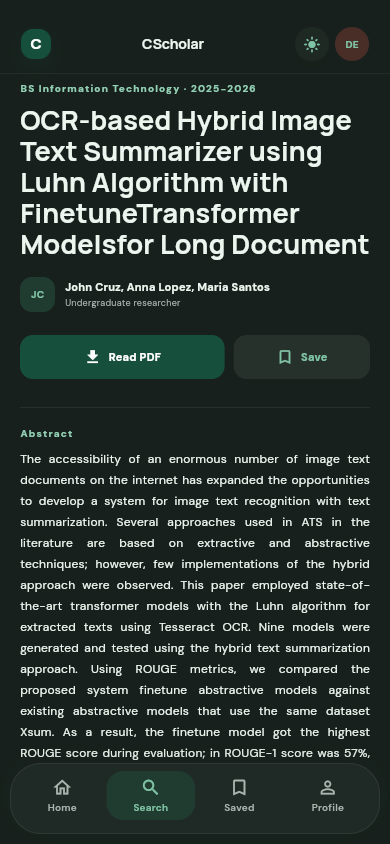 C
CScholar
DE
BS Information Technology · 2025-2026
OCR-based Hybrid Image
Text Summarizer using
Luhn Algorithm with
FinetuneTransformer
Modelsfor Long Document
JC
John Cruz, Anna Lopez, Maria Santos
Undergraduate researcher
Read PDF
Save
Abstract
The accessibility of an enormous number of image text
documents on the internet has expanded the opportunities
to develop a system for image text recognition with text
summarization. Several approaches used in ATS in the
literature are based on extractive and abstractive
techniques; however, few implementations of the hybrid
approach were observed. This paper employed state-of-
the-art transformer models with the Luhn algorithm for
extracted texts using Tesseract OCR. Nine models were
generated and tested using the hybrid text summarization
approach. Using ROUGE metrics, we compared the
proposed system finetune abstractive models against
existing abstractive models that use the same dataset
Xsum. As a result, the finetune model got the highest
ROUGE score during evaluation; in ROUGE-1 score was 57%,
Home
Search
Saved
Profile